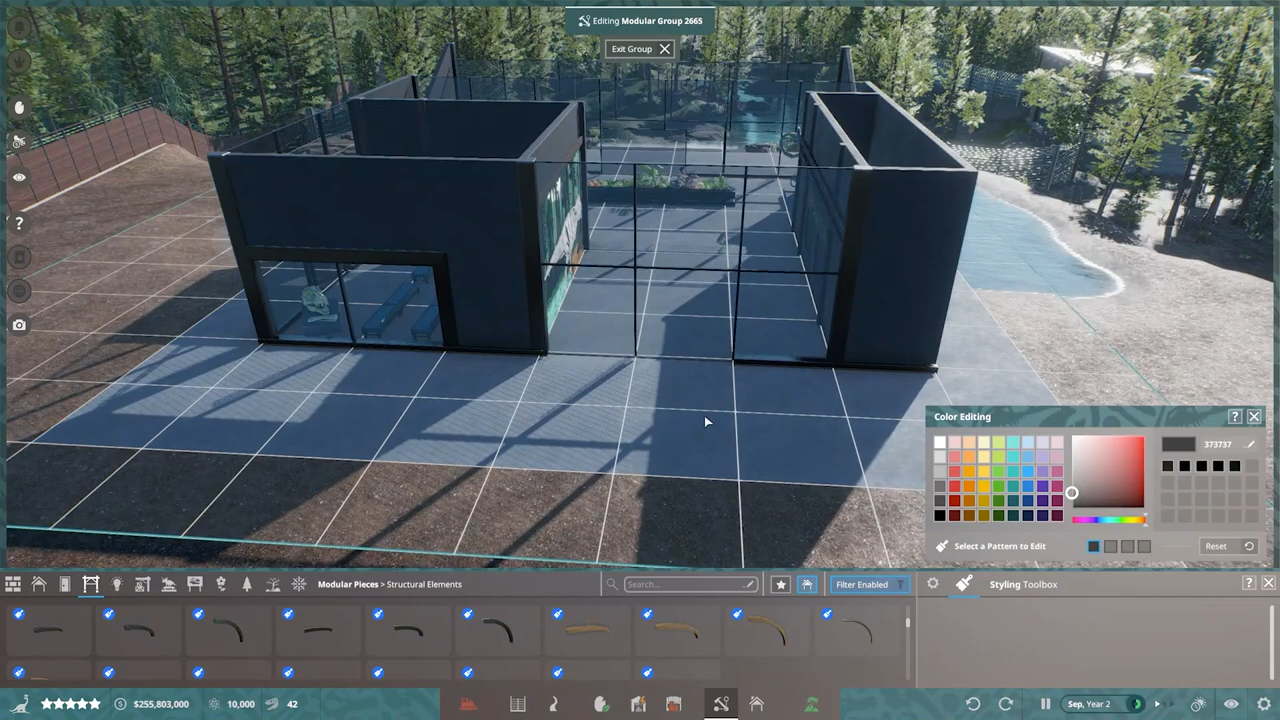 Editing Modular Group 2665
Exit Group
?
Color Editing
?
373737
Select a Pattern to Edit
Reset
Modular Pieces > Structural Elements
Search...
Filter Enabled
Styling Toolbox
?
$255,803,000
10,000
42
Sep, Year 2